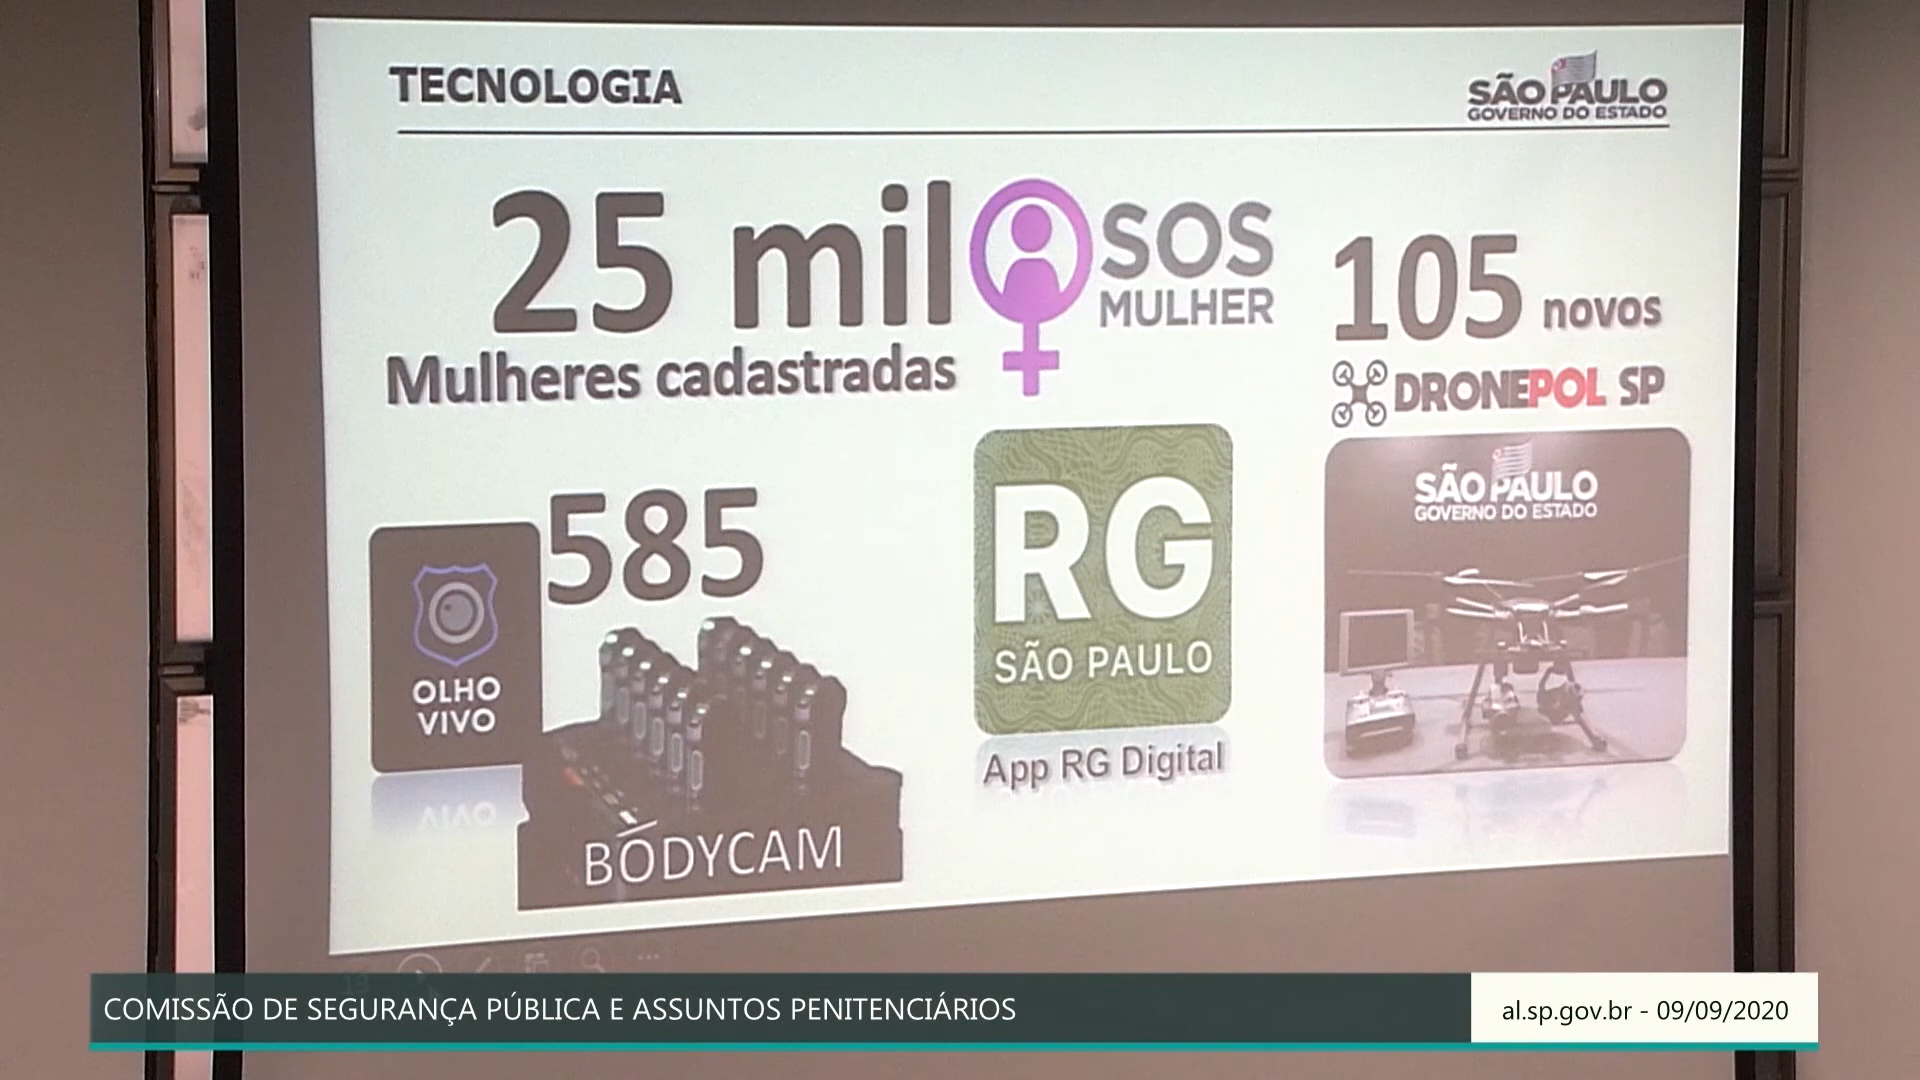 TECNOLOGIA
SÃO PAULO
GOVERNO DO ESTADO
25 mil
Mulheres cadastradas
SOS
MULHER
105 novos
DRONEPOL SP
SÃO PAULO
GOVERNO DO ESTADO
585
OLHO
VIVO
BODYCAM
RG
SÃO PAULO
App RG Digital
COMISSÃO DE SEGURANÇA PÚBLICA E ASSUNTOS PENITENCIÁRIOS
al.sp.gov.br - 09/09/2020